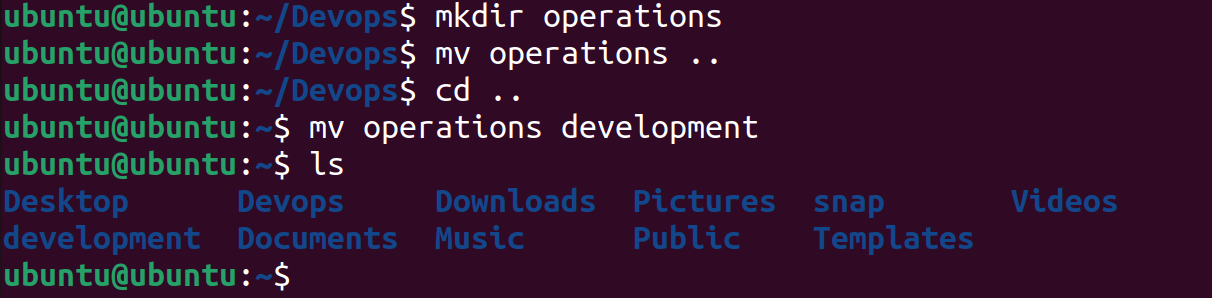 ubuntu@ubuntu:~/Devops$ mkdir operations
ubuntu@ubuntu:~/Devops$ mv operations ..
ubuntu@ubuntu:~/Devops$ cd ..
ubuntu@ubuntu:~$ mv operations development
ubuntu@ubuntu:~$ ls
Desktop      Devops     Downloads  Pictures  snap       Videos
development  Documents  Music      Public    Templates
ubuntu@ubuntu:~$